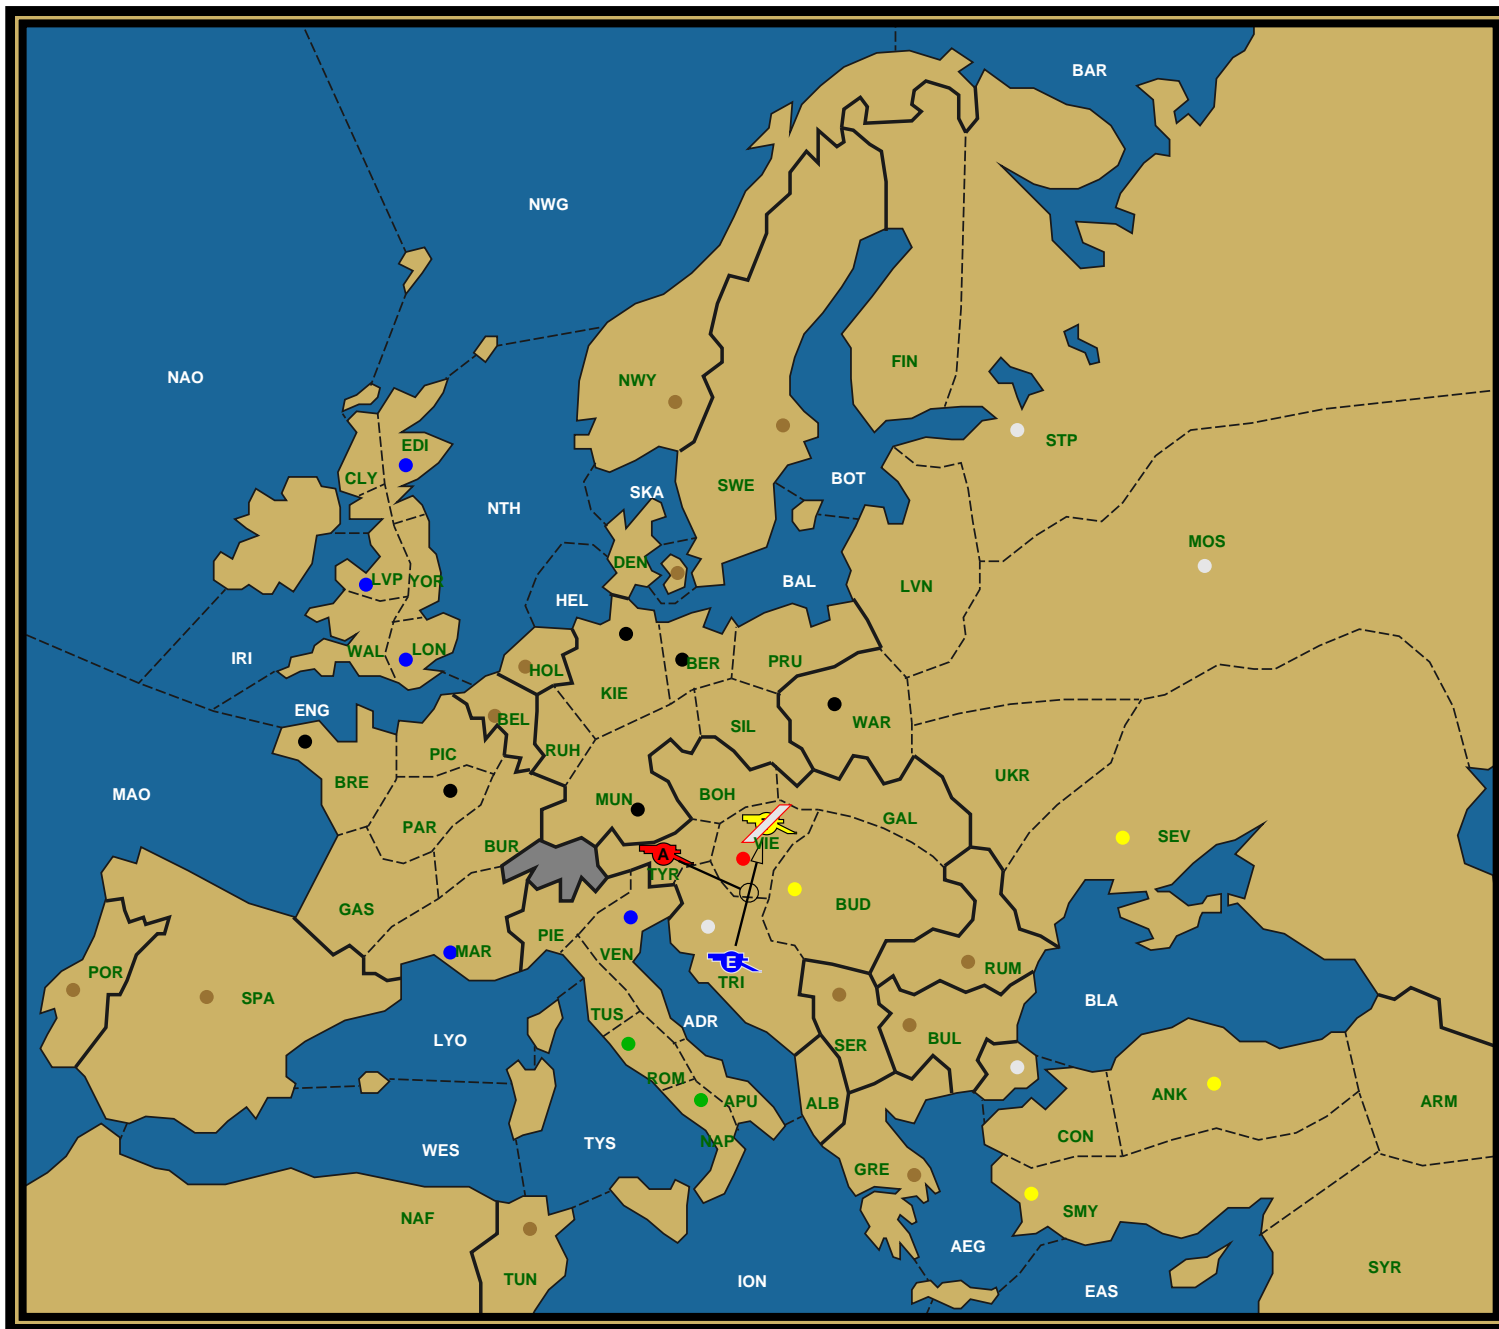 BAR
NWG
NAO
FIN
NWY
STP
EDI
CLY
SKA
SWE
BOT
NTH
MOS
DEN
LVP
YOR
BAL
LVN
HEL
WAL
LON
IRI
HOL
BER
PRU
KIE
ENG
BEL
WAR
SIL
RUH
PIC
UKR
BRE
MAO
BOH
MUN
GAL
PAR
SEV
VIE
BUR
A
TYR
BUD
GAS
PIE
MAR
VEN
E
RUM
POR
SPA
TRI
BLA
TUS
ADR
BUL
LYO
SER
ROM
ANK
APU
ALB
ARM
CON
NAP
WES
TYS
GRE
SMY
NAF
AEG
SYR
TUN
ION
EAS